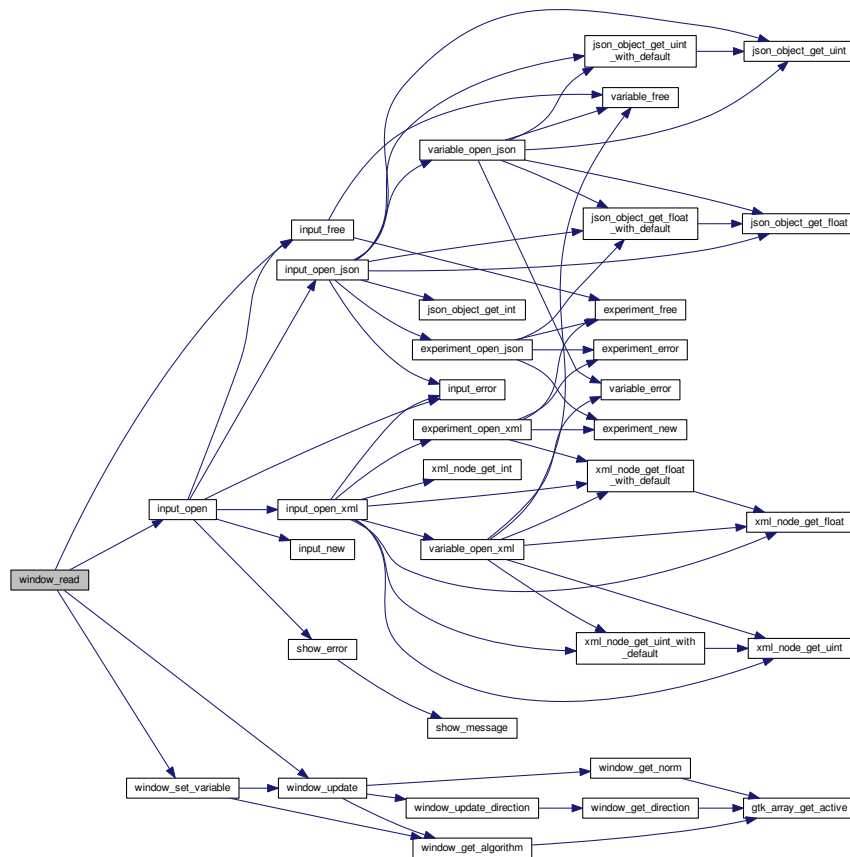 json_object_get_uint
_with_default
json_object_get_uint
variable_free
variable_open_json
input_free
json_object_get_float
_with_default
json_object_get_float
input_open_json
json_object_get_int
experiment_free
experiment_open_json
experiment_error
input_error
variable_error
experiment_open_xml
experiment_new
xml_node_get_int
xml_node_get_float
_with_default
input_open
input_open_xml
xml_node_get_float
input_new
variable_open_xml
window_read
show_error
xml_node_get_uint_with
_default
xml_node_get_uint
show_message
window_get_norm
window_set_variable
window_update
window_update_direction
window_get_direction
gtk_array_get_active
window_get_algorithm